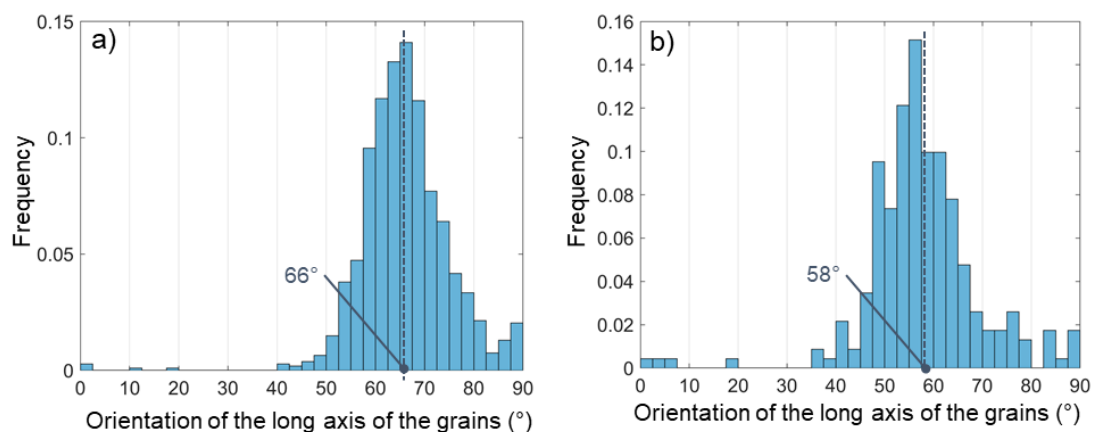 a)
0.15
0.1
0.05
0
Frequency
66°
0 10 20 30 40 50 60 70 80 90
Orientation of the long axis of the grains (°)
b)
0.16
0.14
0.12
0.1
0.08
0.06
0.04
0.02
0
Frequency
58°
0 10 20 30 40 50 60 70 80 90
Orientation of the long axis of the grains (°)